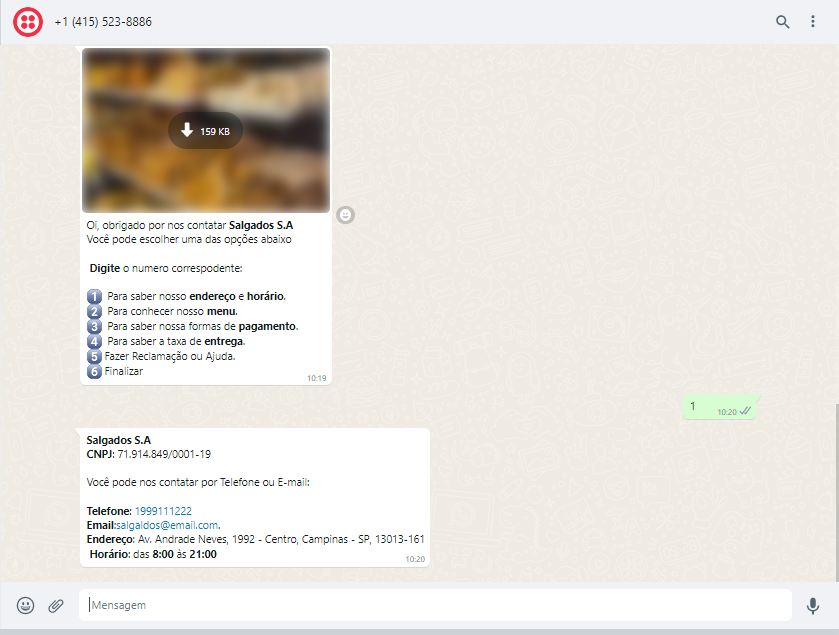 +1 (415) 523-8886
159 KB
Oi, obrigado por nos contatar Salgados S.A
Você pode escolher uma das opções abaixo
Digite o numero correspodente:
1 Para saber nosso endereço e horário.
2 Para conhecer nosso menu.
3 Para saber nossa formas de pagamento.
4 Para saber a taxa de entrega.
5 Fazer Reclamação ou Ajuda.
6 Finalizar
10:19
1
10:20
Salgados S.A
CNPJ: 71.914.849/0001-19
Você pode nos contatar por Telefone ou E-mail:
Telefone: 1999111222
Email:salgaldos@email.com.
Endereço: Av. Andrade Neves, 1992 - Centro, Campinas - SP, 13013-161
Horário: das 8:00 às 21:00
10:20
Mensagem